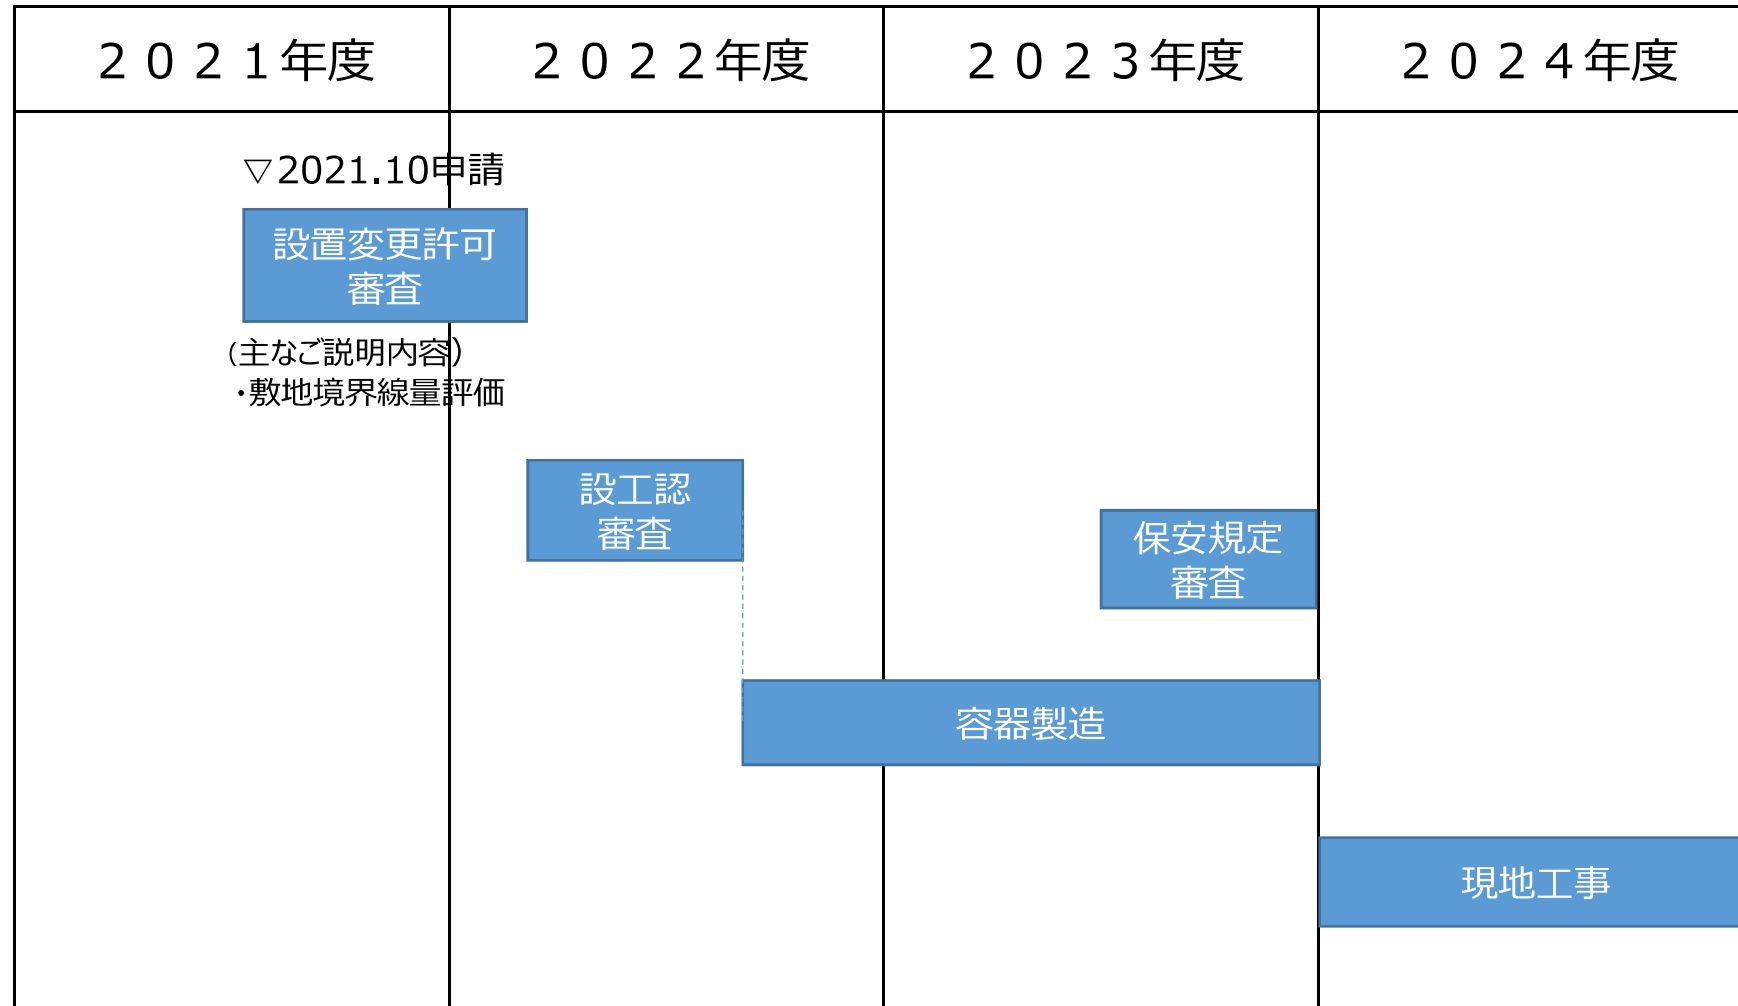 ２０２１年度
２０２２年度
２０２３年度
２０２４年度
▽2021.10申請
設置変更許可
審査
(主なご説明内容）
・敷地境界線量評価
設工認
審査
保安規定
審査
容器製造
現地工事